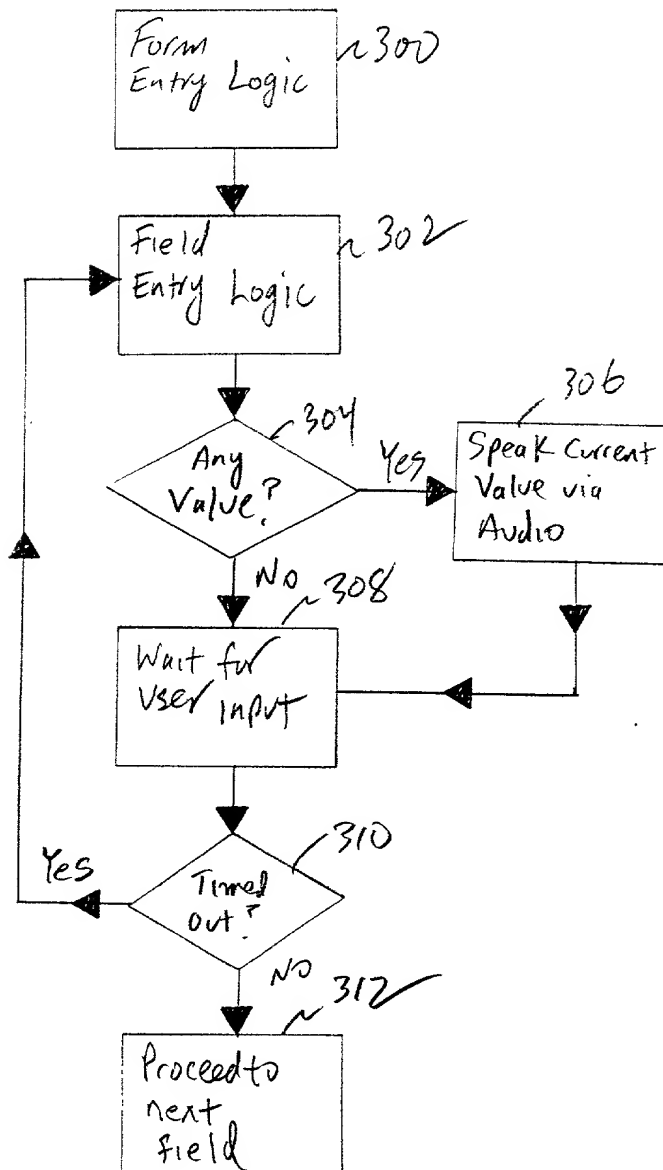 Form
Entry Logic
300
Field
Entry Logic
302
304
Any
Value?
Yes
306
Speak Current
Value via
Audio
No
308
Wait for
User Input
310
Timed
Out?
Yes
No
312
Proceed to
next
field